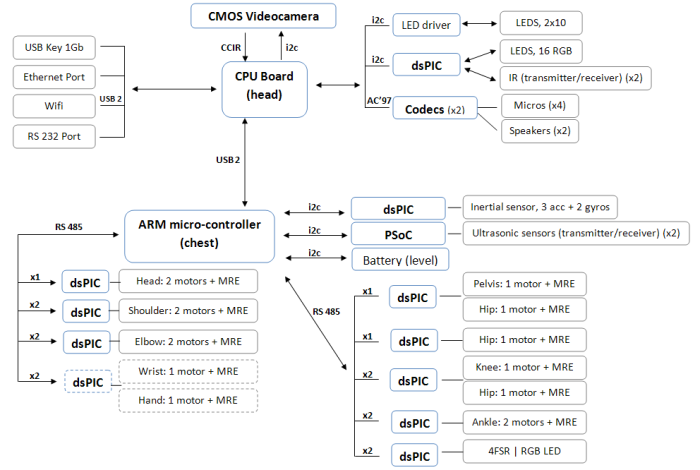 CMOS Videocamera
CCIR
i2c
CPU Board
(head)
USB Key 1Gb
Ethernet Port
Wifi
RS 232 Port
USB 2
i2c
LED driver
LEDS, 2x10
i2c
dsPIC
LEDS, 16 RGB
IR (transmitter/receiver) (x2)
AC'97
Codecs (x2)
Micros (x4)
Speakers (x2)
USB 2
ARM micro-controller
(chest)
i2c
dsPIC
Inertial sensor, 3 acc + 2 gyros
i2c
PSoC
Ultrasonic sensors (transmitter/receiver) (x2)
i2c
Battery (level)
RS 485
x1
dsPIC
Head: 2 motors + MRE
x2
dsPIC
Shoulder: 2 motors + MRE
x2
dsPIC
Elbow: 2 motors + MRE
x2
dsPIC
Wrist: 1 motor + MRE
Hand: 1 motor + MRE
RS 485
x1
dsPIC
Pelvis: 1 motor + MRE
Hip: 1 motor + MRE
x1
dsPIC
Hip: 1 motor + MRE
x2
dsPIC
Knee: 1 motor + MRE
Hip: 1 motor + MRE
x2
dsPIC
Ankle: 2 motors + MRE
x2
dsPIC
4FSR | RGB LED